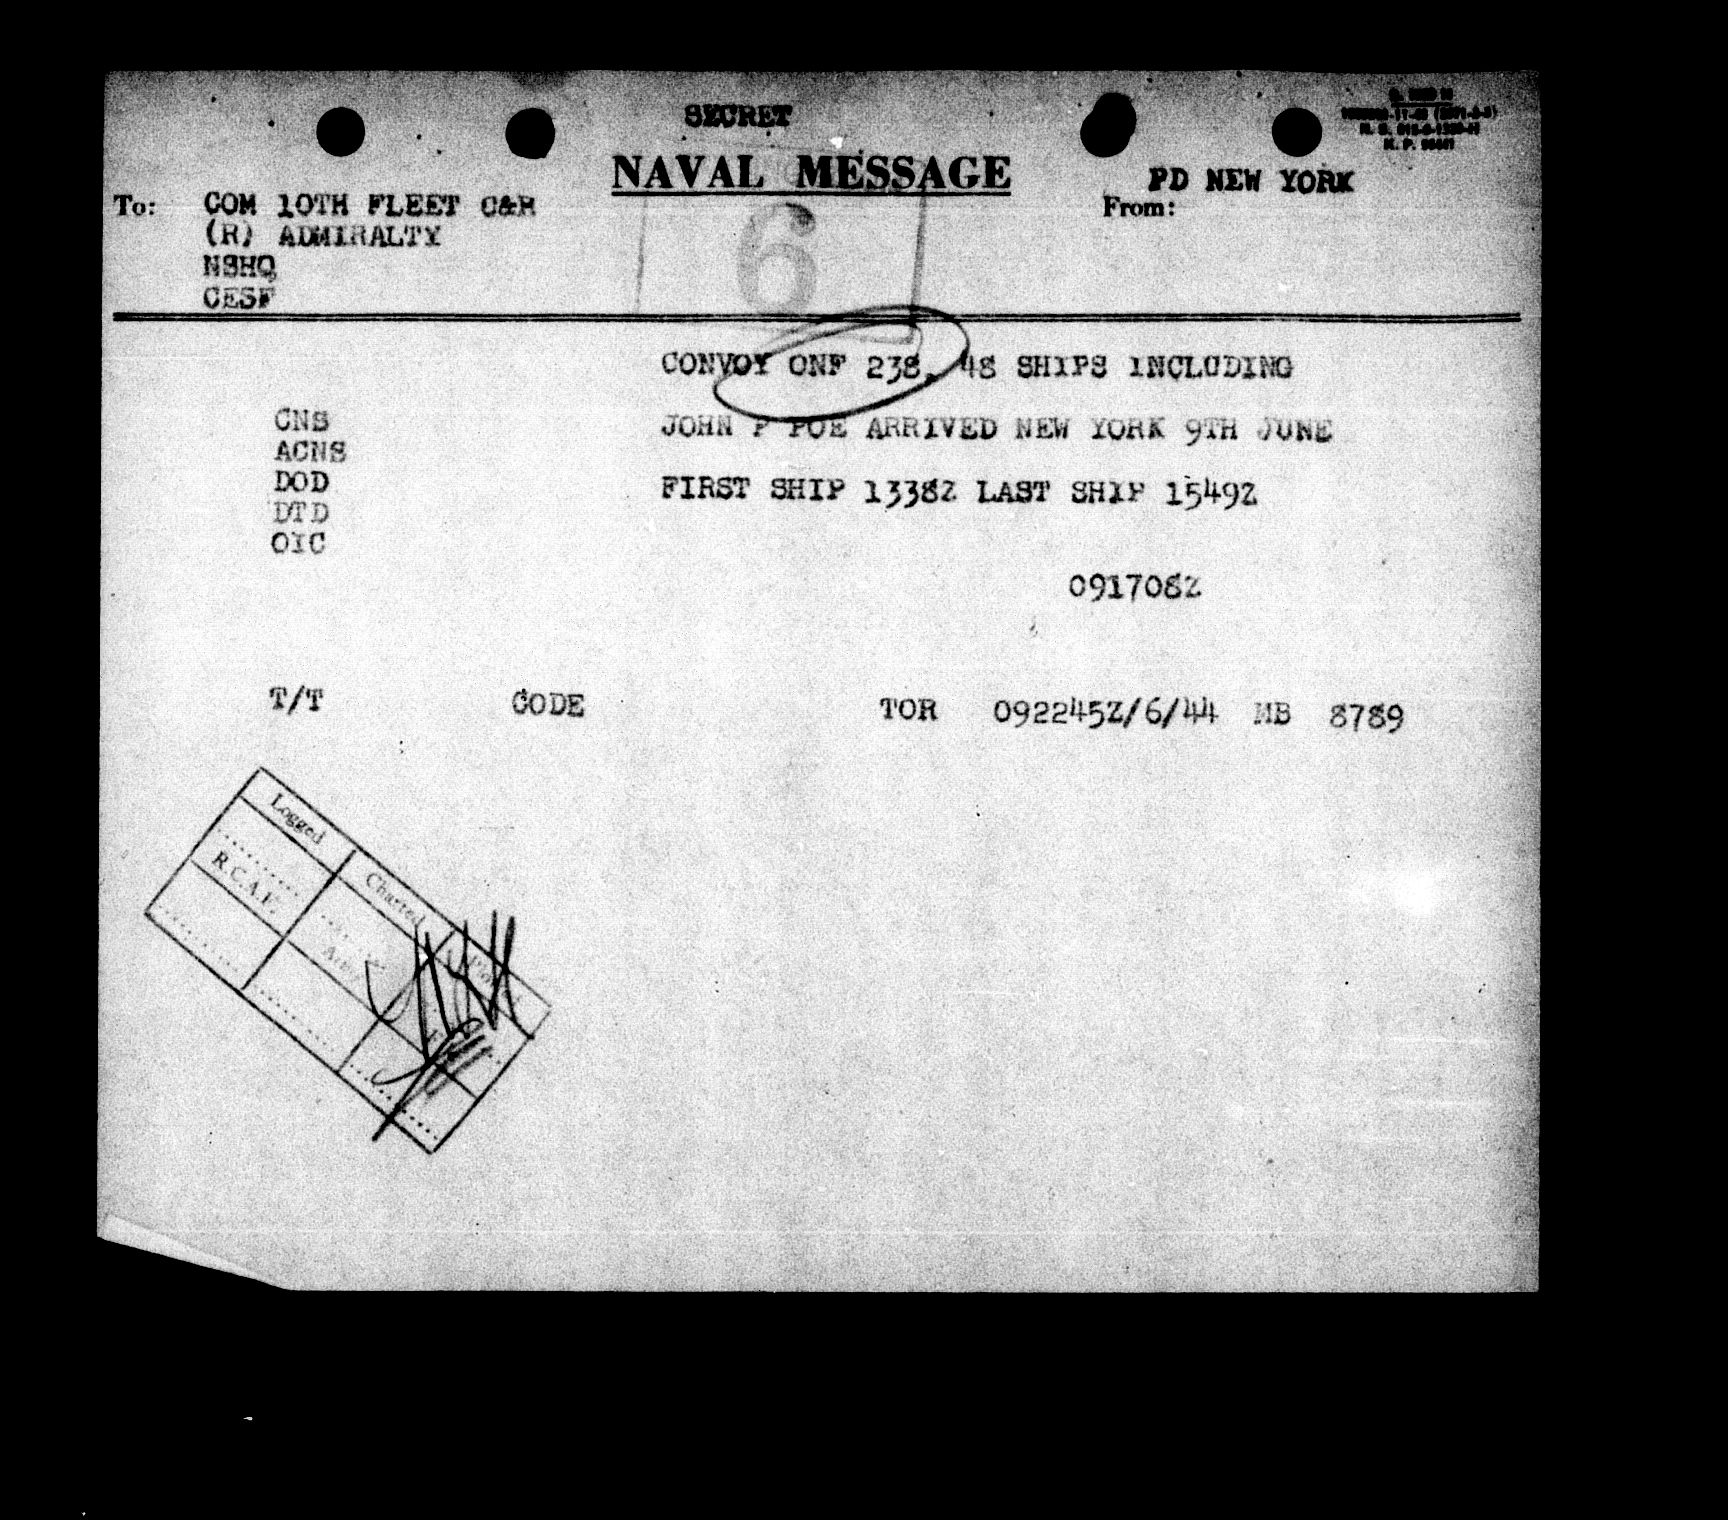 SECRET
NAVAL MESSAGE
PD NEW YORK
To: COM 10TH FLEET C&R
From:
(R) ADMIRALTY
NSHQ
CESF
6
CONVOY ONF 238, 48 SHIPS INCLUDING
CNS
JOHN P POE ARRIVED NEW YORK 9TH JUNE
ACNS
DOD
FIRST SHIP 1338Z LAST SHIP 1549Z
DTD
OIC
091708Z
T/T CODE TOR 092245Z/6/44 MB 8789
Logged
Charted
R.C.A.F.